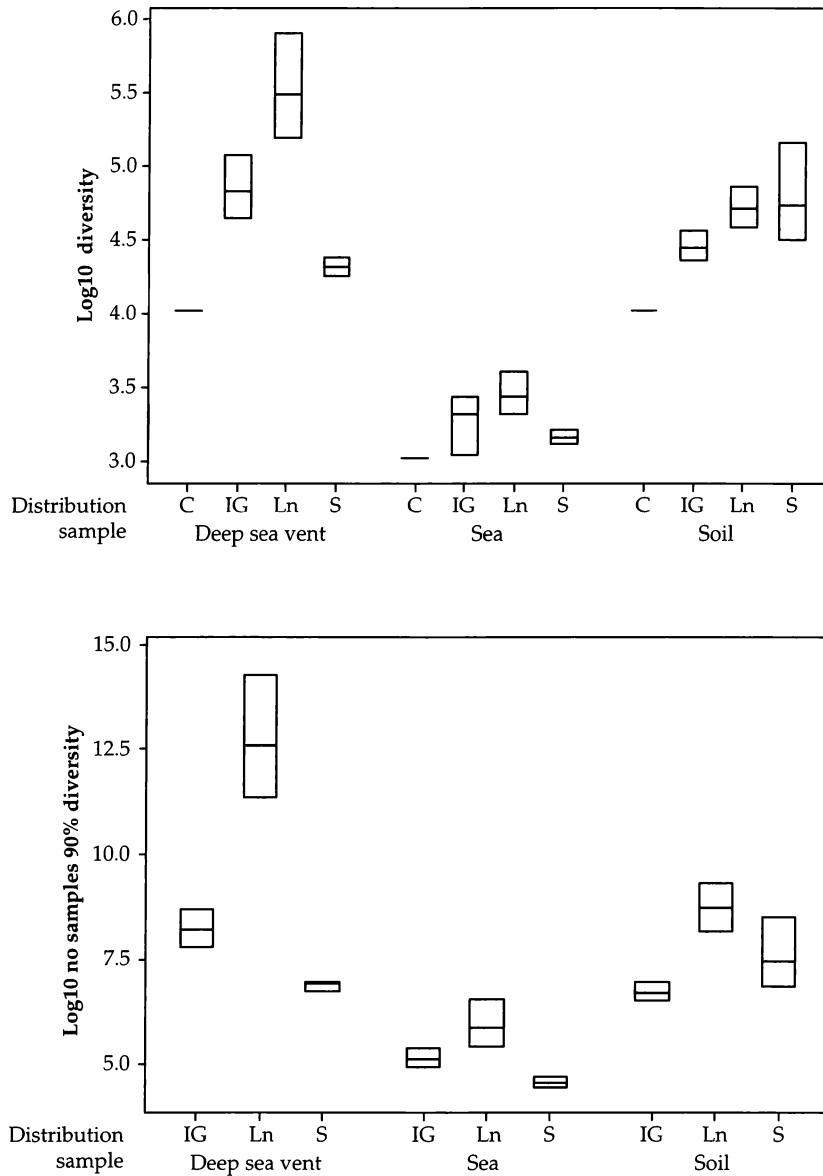 Log10 diversity
6.0
5.5
5.0
4.5
4.0
3.5
3.0
Distribution C IG Ln S C IG Ln S C IG Ln S
sample Deep sea vent Sea Soil
Log10 no samples 90% diversity
15.0
12.5
10.0
7.5
5.0
Distribution IG Ln S IG Ln S IG Ln S
sample Deep sea vent Sea Soil